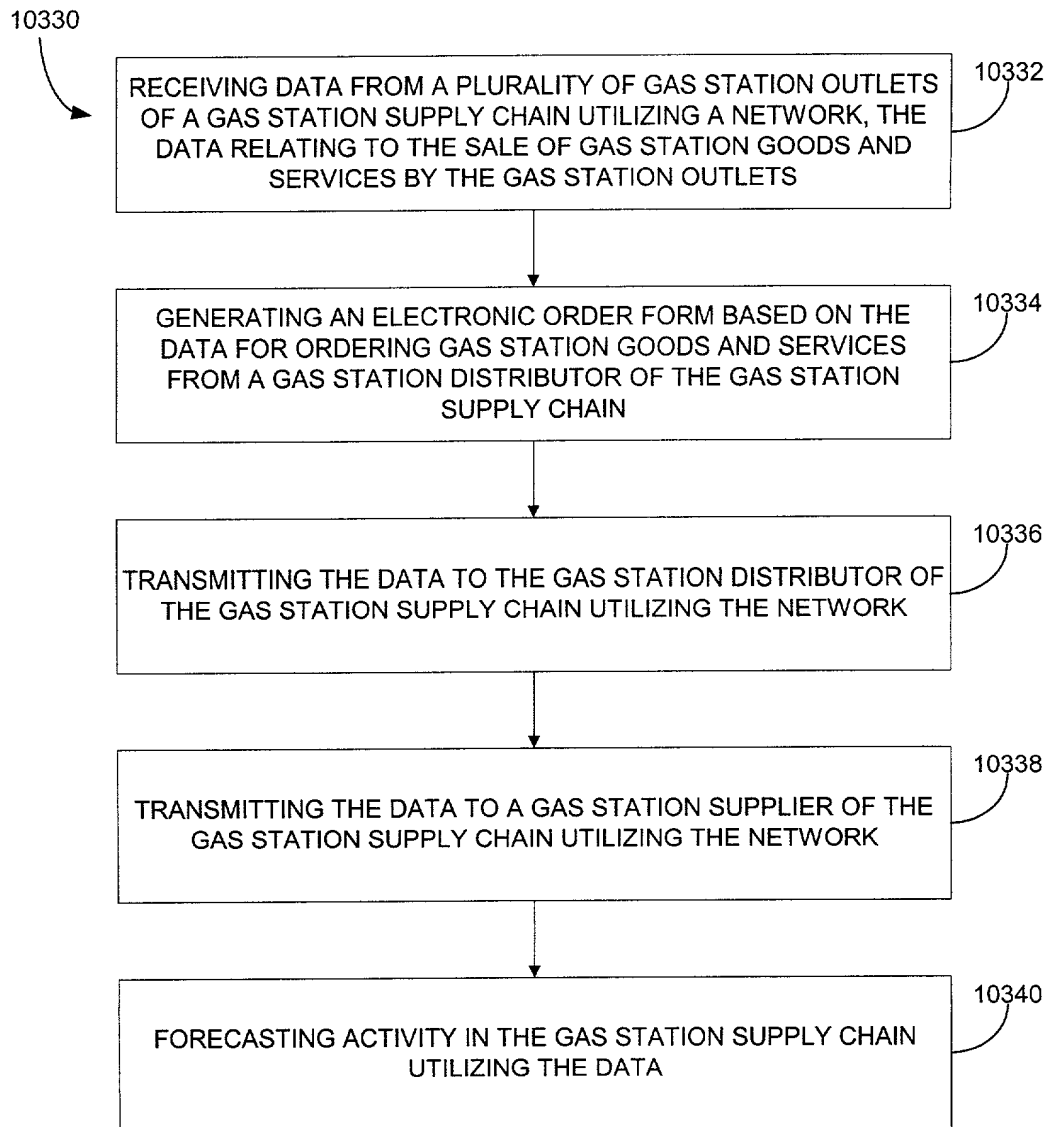 10330
RECEIVING DATA FROM A PLURALITY OF GAS STATION OUTLETS
OF A GAS STATION SUPPLY CHAIN UTILIZING A NETWORK, THE
DATA RELATING TO THE SALE OF GAS STATION GOODS AND
SERVICES BY THE GAS STATION OUTLETS
10332
GENERATING AN ELECTRONIC ORDER FORM BASED ON THE
DATA FOR ORDERING GAS STATION GOODS AND SERVICES
FROM A GAS STATION DISTRIBUTOR OF THE GAS STATION
SUPPLY CHAIN
10334
TRANSMITTING THE DATA TO THE GAS STATION DISTRIBUTOR OF
THE GAS STATION SUPPLY CHAIN UTILIZING THE NETWORK
10336
TRANSMITTING THE DATA TO A GAS STATION SUPPLIER OF THE
GAS STATION SUPPLY CHAIN UTILIZING THE NETWORK
10338
FORECASTING ACTIVITY IN THE GAS STATION SUPPLY CHAIN
UTILIZING THE DATA
10340